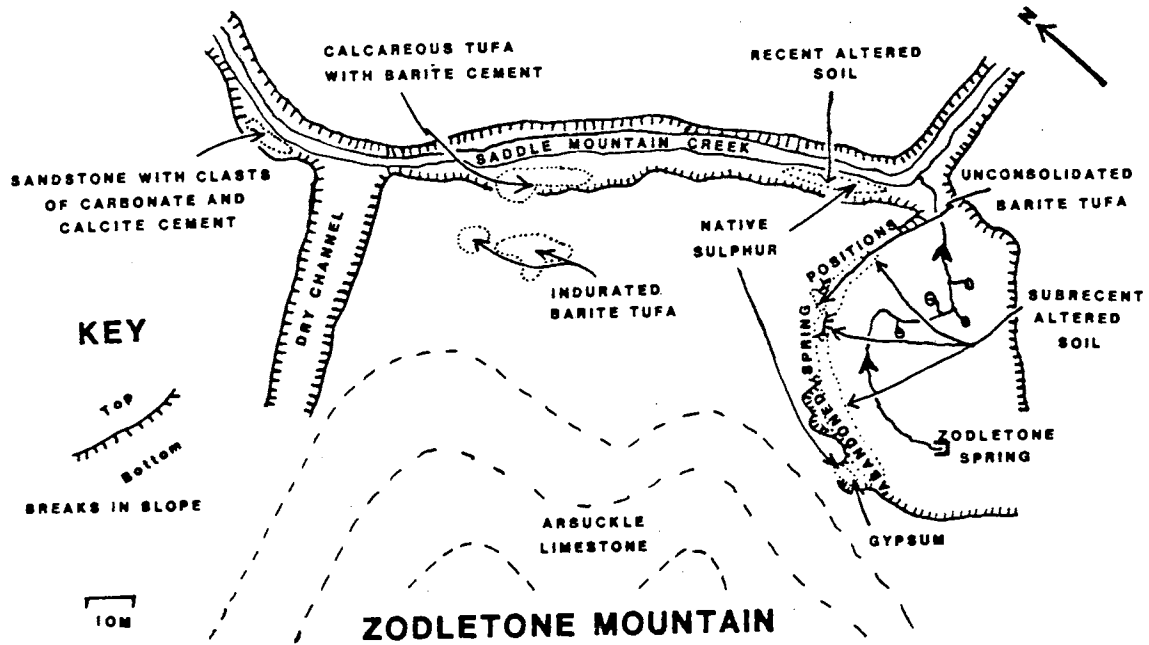 N
CALCAREOUS TUFA
WITH BARITE CEMENT
RECENT ALTERED
SOIL
SADDLE MOUNTAIN CREEK
SANDSTONE WITH CLASTS
OF CARBONATE AND
CALCITE CEMENT
UNCONSOLIDATED
BARITE TUFA
NATIVE
SULPHUR
ABANDONED SPRING POSITIONS
DRY CHANNEL
INDURATED
BARITE TUFA
SUBRECENT
ALTERED
SOIL
KEY
Top
Bottom
BREAKS IN SLOPE
ZODLETONE
SPRING
ARBUCKLE
LIMESTONE
GYPSUM
10M
ZODLETONE MOUNTAIN